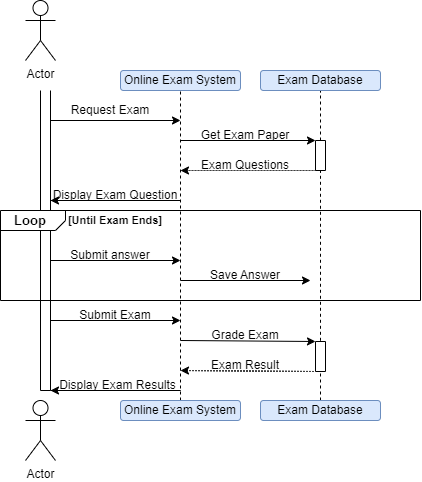 Actor
Online Exam System
Exam Database
Request Exam
Get Exam Paper
Exam Questions
Display Exam Question
Loop
[Until Exam Ends]
Submit answer
Save Answer
Submit Exam
Grade Exam
Exam Result
Display Exam Results
Online Exam System
Exam Database
Actor